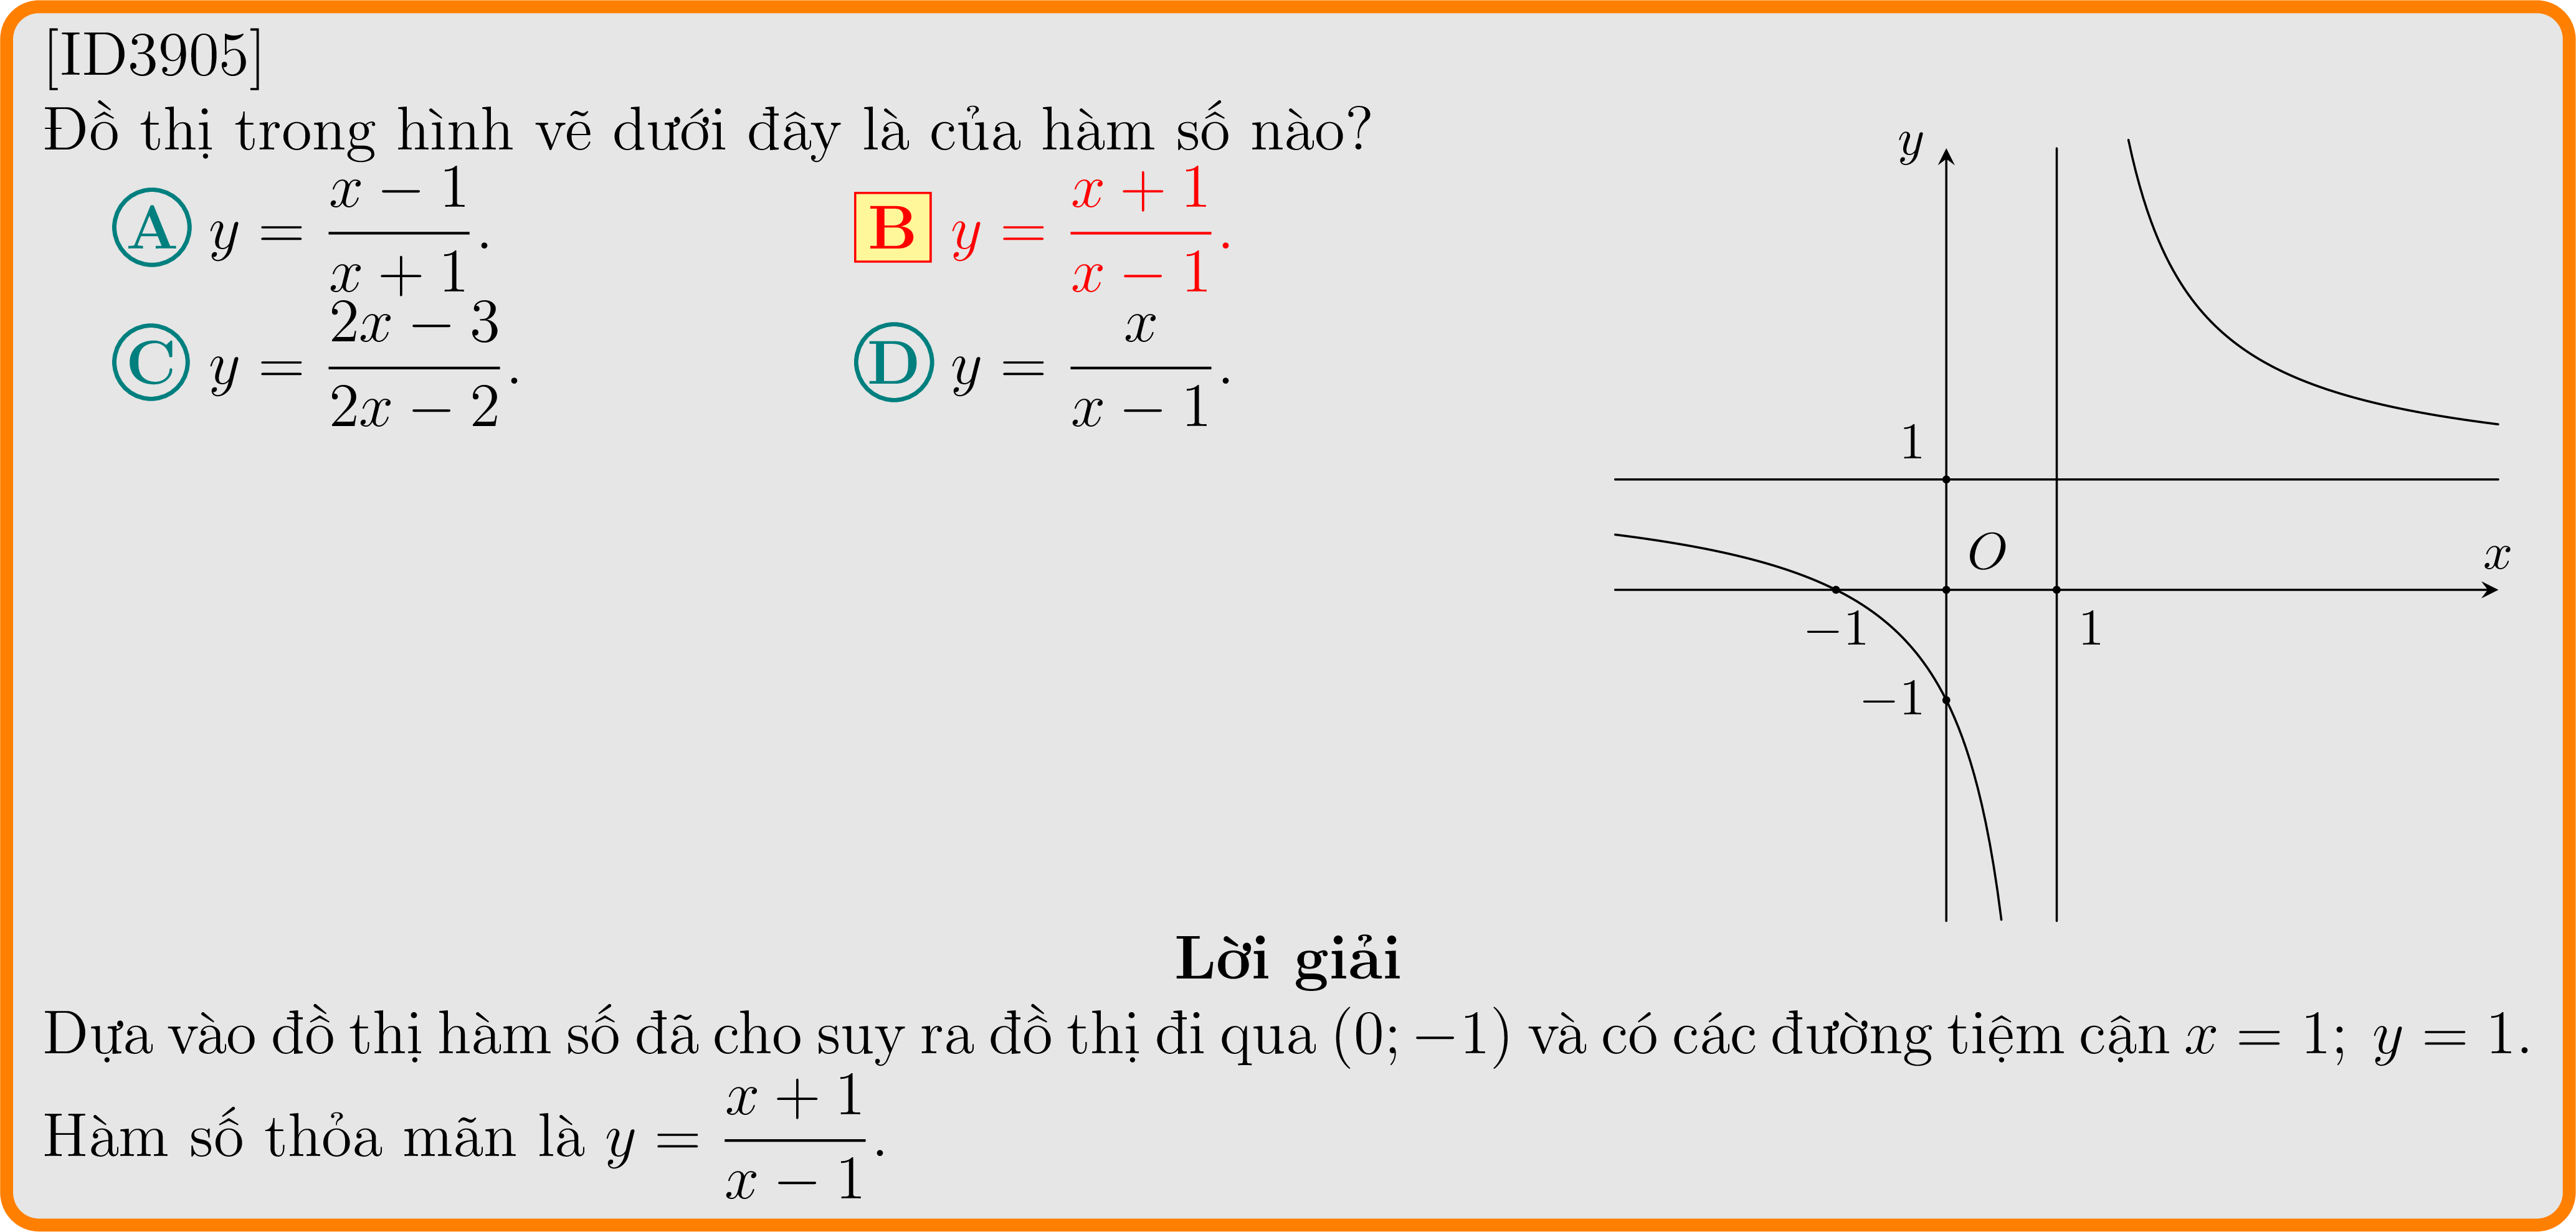 [ID3905]
Đồ thị trong hình vẽ dưới đây là của hàm số nào?
A y = \frac{x − 1}{x + 1}. B y = \frac{x + 1}{x − 1}.
C y = \frac{2x − 3}{2x − 2}. D y = \frac{x}{x − 1}.
y
1
O
x
−1
1
−1
Lời giải
Dựa vào đồ thị hàm số đã cho suy ra đồ thị đi qua (0; −1) và có các đường tiệm cận x = 1; y = 1.
Hàm số thỏa mãn là y = \frac{x + 1}{x − 1}.